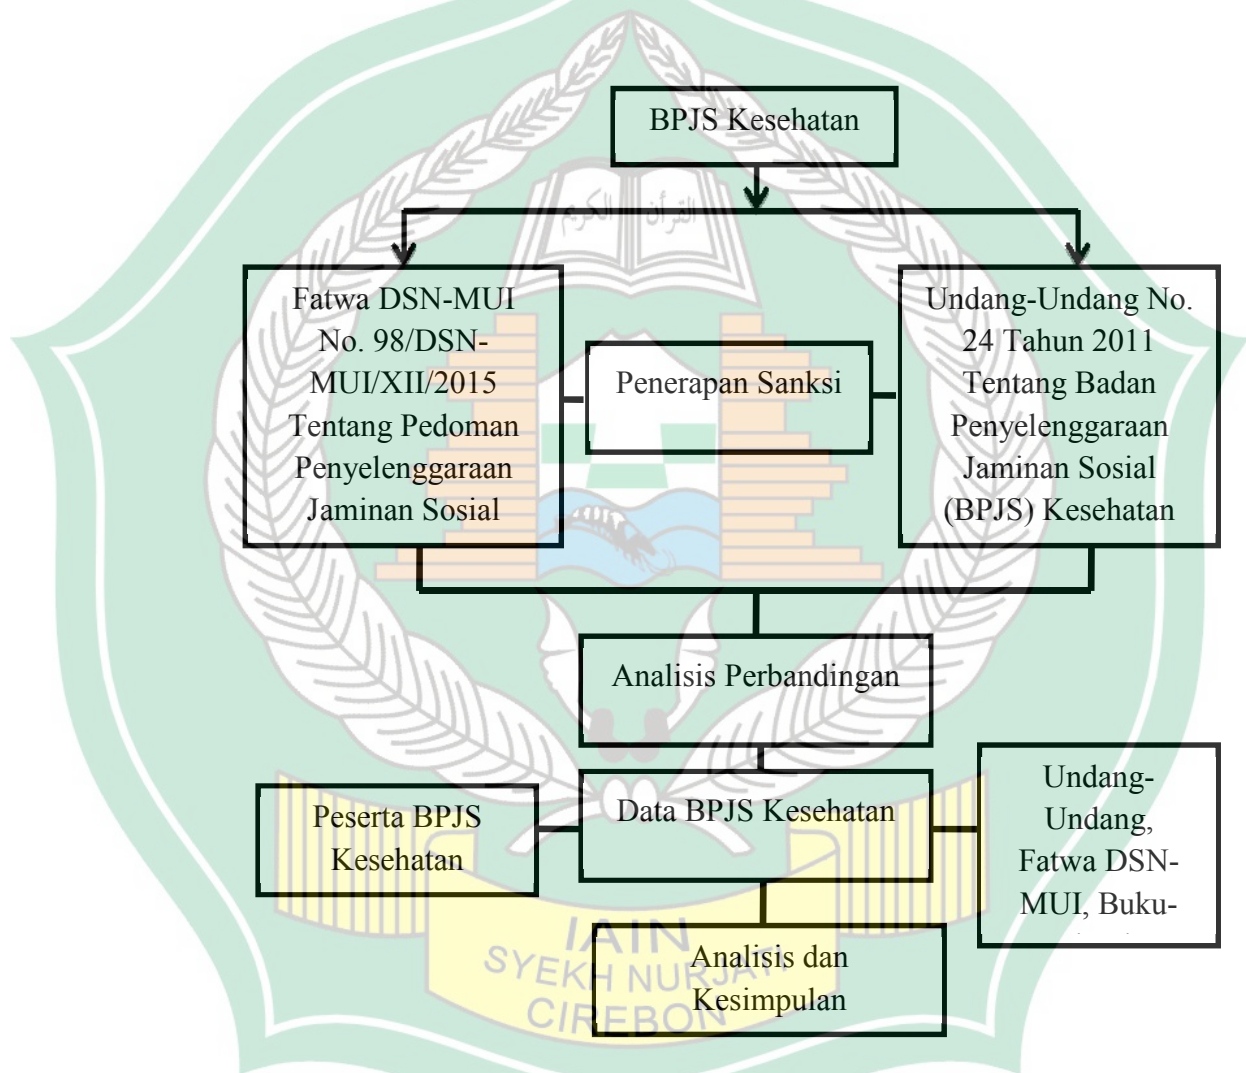 BPJS Kesehatan
القرآن الكريم
Fatwa DSN-MUI
No. 98/DSN-
MUI/XII/2015
Tentang Pedoman
Penyelenggaraan
Jaminan Sosial
Penerapan Sanksi
Undang-Undang No.
24 Tahun 2011
Tentang Badan
Penyelenggaraan
Jaminan Sosial
(BPJS) Kesehatan
Analisis Perbandingan
Peserta BPJS
Kesehatan
Data BPJS Kesehatan
Undang-
Undang,
Fatwa DSN-
MUI, Buku-
Analisis dan
Kesimpulan
IAIN
SYEKH NURJATI
CIREBON